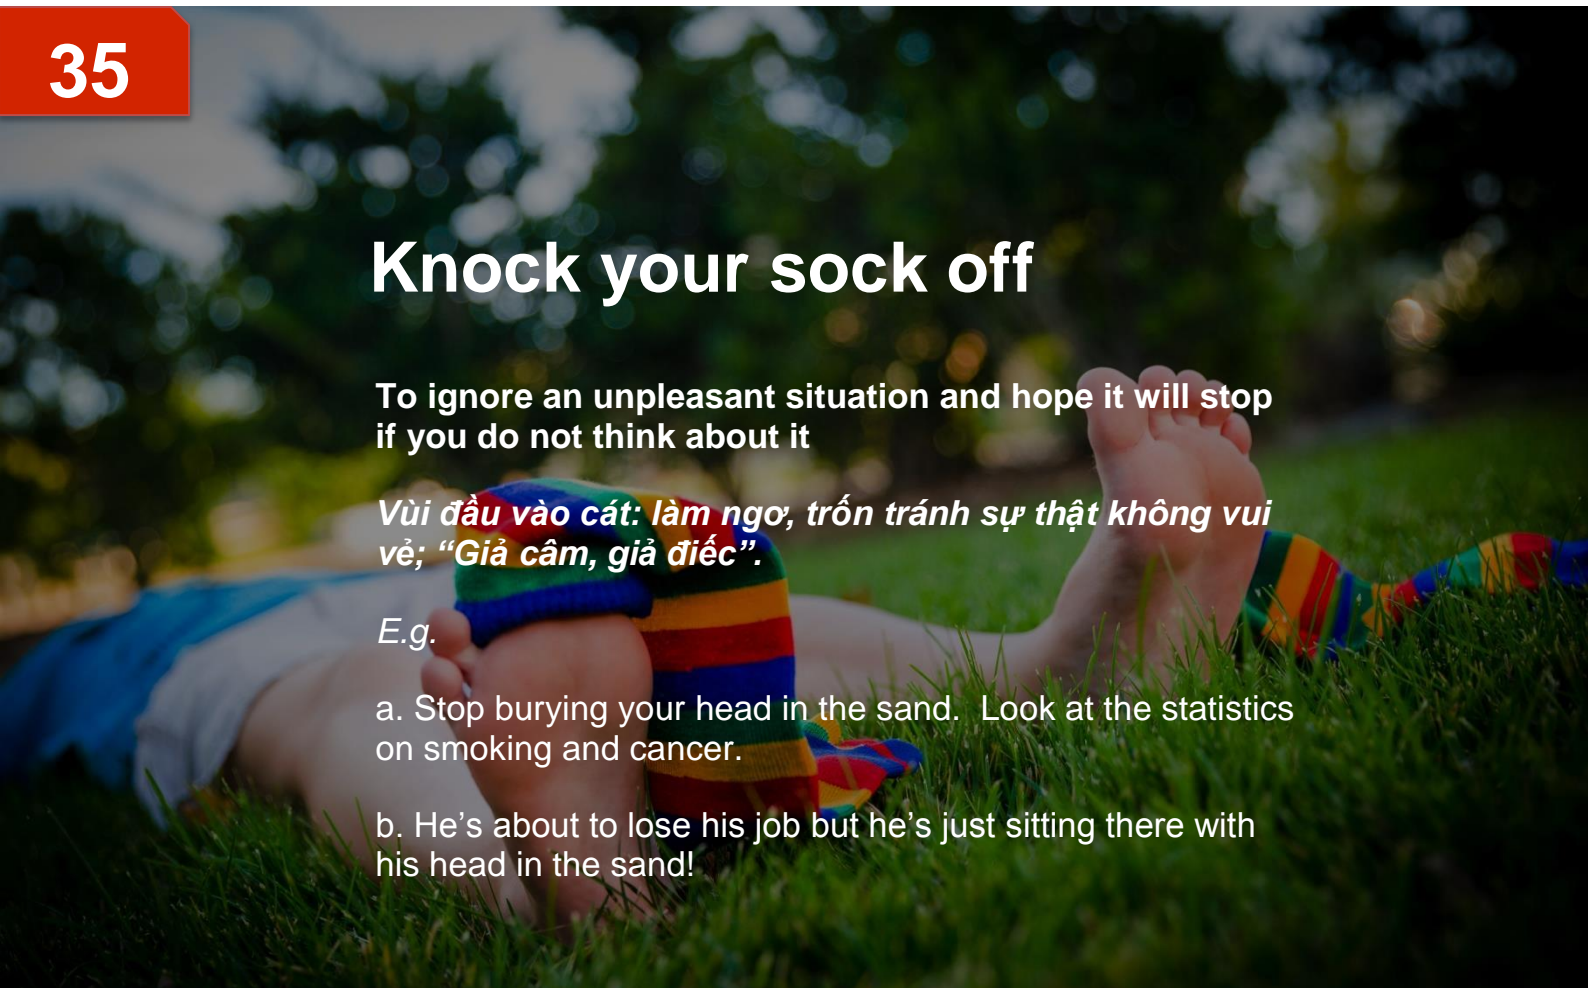 35
Knock your sock off
To ignore an unpleasant situation and hope it will stop
if you do not think about it
Vùi đầu vào cát: làm ngơ, trốn tránh sự thật không vui
vẻ; “Giả câm, giả điếc”.
E.g.
a. Stop burying your head in the sand.  Look at the statistics
on smoking and cancer.
b. He’s about to lose his job but he’s just sitting there with
his head in the sand!